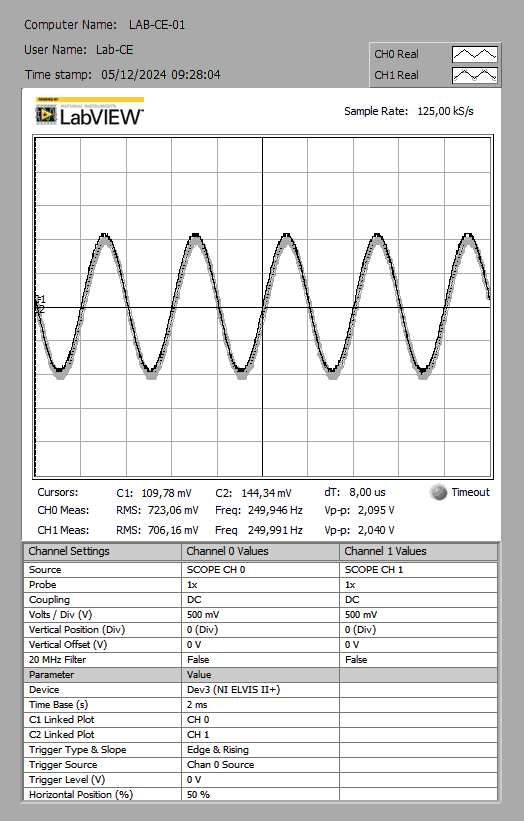 Computer Name: LAB-CE-01
User Name: Lab-CE
Time stamp: 05/12/2024 09:28:04
CH0 Real
CH1 Real
POWERED BY
NATIONAL INSTRUMENTS
LabVIEW™
Sample Rate: 125,00 kS/s
Cursors: C1: 109,78 mV C2: 144,34 mV dT: 8,00 us Timeout
CH0 Meas: RMS: 723,06 mV Freq: 249,946 Hz Vp-p: 2,095 V
CH1 Meas: RMS: 706,16 mV Freq 249,991 Hz Vp-p: 2,040 V
Channel Settings Channel 0 Values Channel 1 Values
Source SCOPE CH 0 SCOPE CH 1
Probe 1x 1x
Coupling DC DC
Volts / Div (V) 500 mV 500 mV
Vertical Position (Div) 0 (Div) 0 (Div)
Vertical Offset (V) 0 V 0 V
20 MHz Filter False False
Parameter Value
Device Dev3 (NI ELVIS II+)
Time Base (s) 2 ms
C1 Linked Plot CH 0
C2 Linked Plot CH 1
Trigger Type & Slope Edge & Rising
Trigger Source Chan 0 Source
Trigger Level (V) 0 V
Horizontal Position (%) 50 %